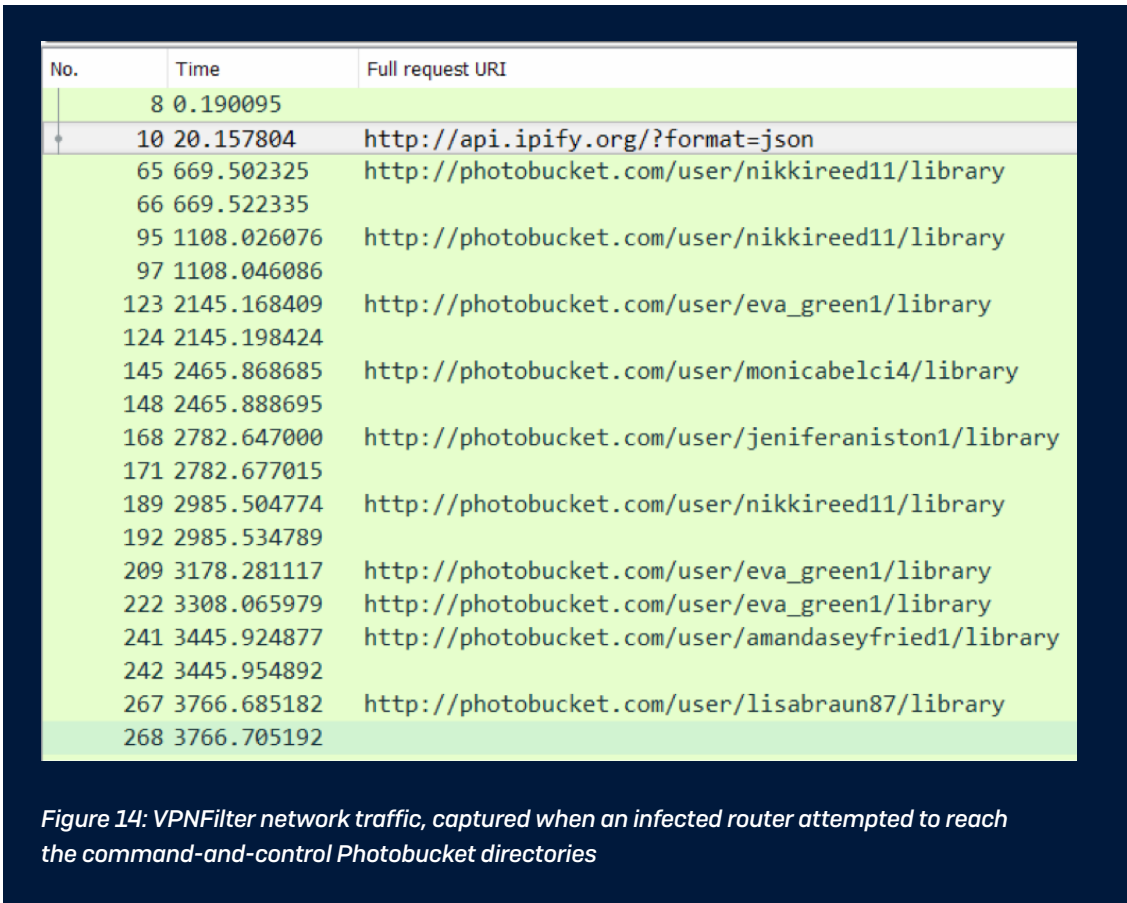 No. Time Full request URI
8 0.190095
10 20.157804 http://api.ipify.org/?format=json
65 669.502325 http://photobucket.com/user/nikkireed11/library
66 669.522335
95 1108.026076 http://photobucket.com/user/nikkireed11/library
97 1108.046086
123 2145.168409 http://photobucket.com/user/eva_green1/library
124 2145.198424
145 2465.868685 http://photobucket.com/user/monicabelci4/library
148 2465.888695
168 2782.647000 http://photobucket.com/user/jeniferaniston1/library
171 2782.677015
189 2985.504774 http://photobucket.com/user/nikkireed11/library
192 2985.534789
209 3178.281117 http://photobucket.com/user/eva_green1/library
222 3308.065979 http://photobucket.com/user/eva_green1/library
241 3445.924877 http://photobucket.com/user/amandaseyfried1/library
242 3445.954892
267 3766.685182 http://photobucket.com/user/lisabraun87/library
268 3766.705192
Figure 14: VPNFilter network traffic, captured when an infected router attempted to reach
the command-and-control Photobucket directories